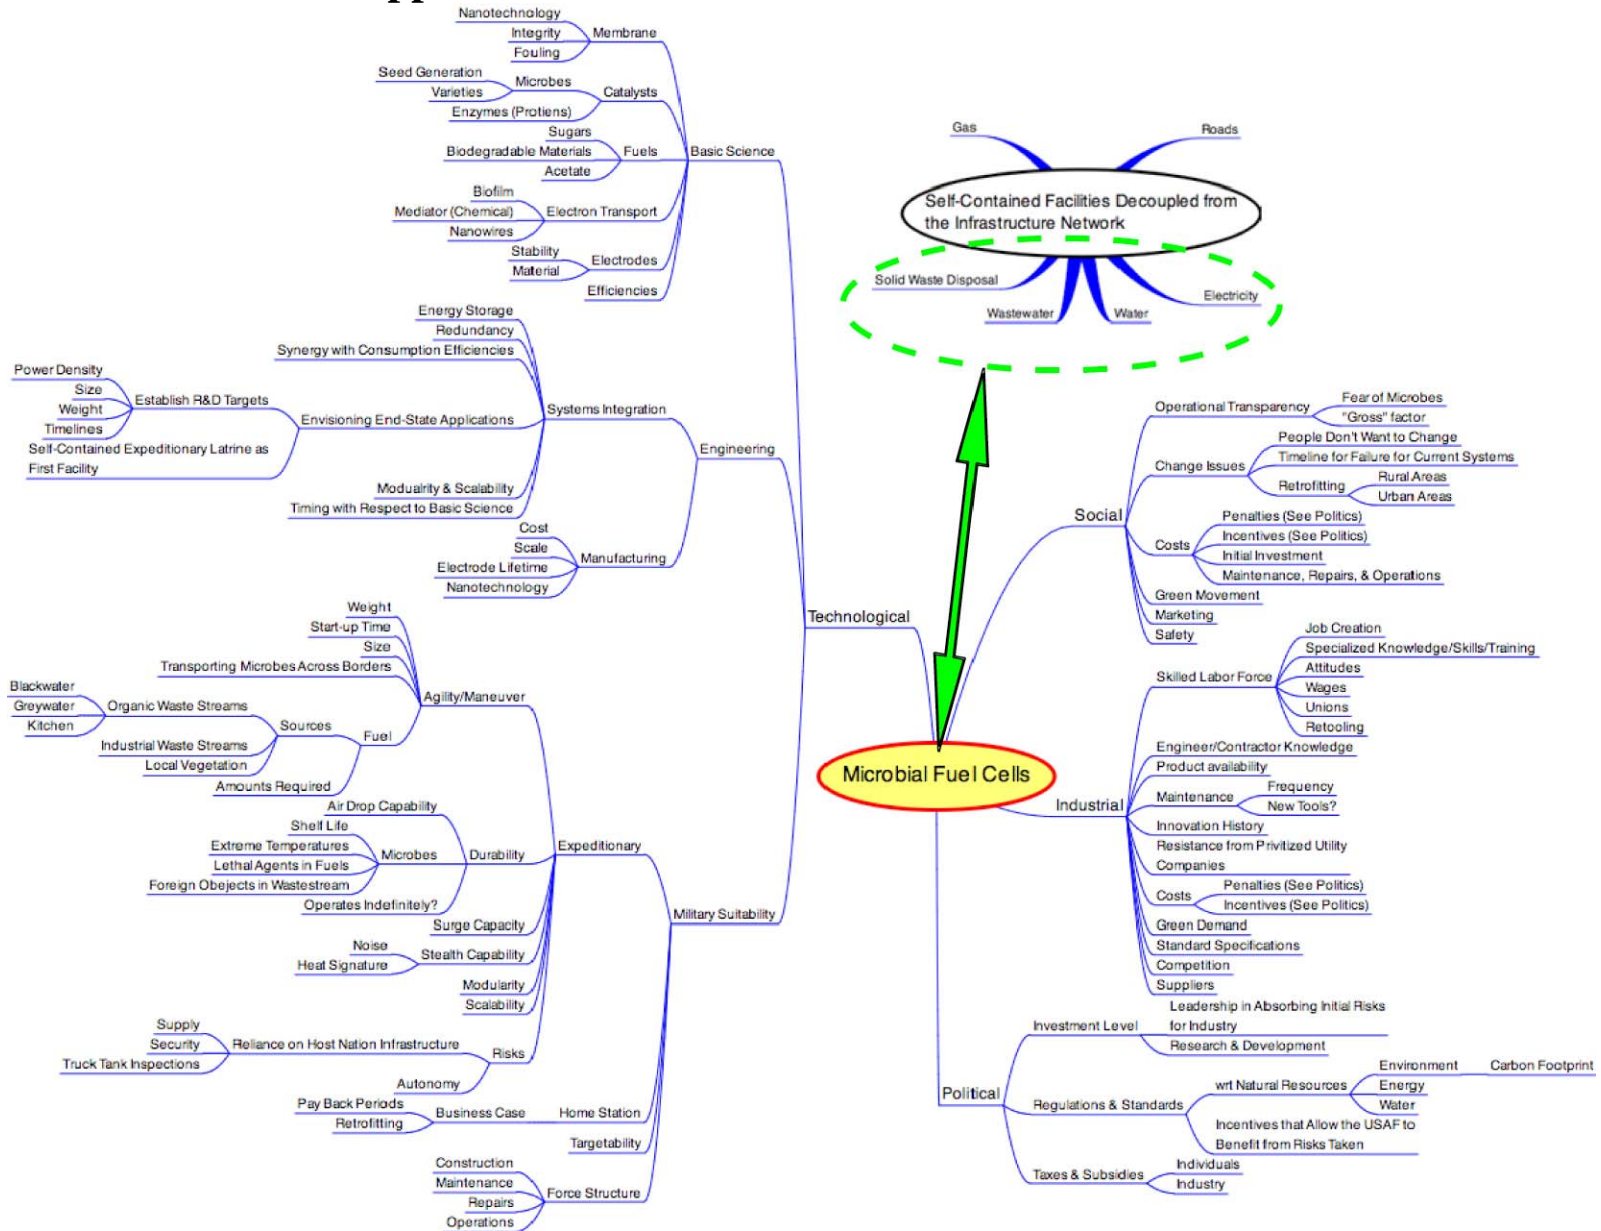 Nanotechnology
Integrity
Fouling
Membrane
Seed Generation
Varieties
Microbes
Enzymes (Protiens)
Catalysts
Sugars
Biodegradable Materials
Acetate
Fuels
Biofilm
Mediator (Chemical)
Nanowires
Electron Transport
Stability
Material
Electrodes
Efficiencies
Basic Science
Energy Storage
Redundancy
Synergy with Consumption Efficiencies
Power Density
Size
Weight
Timelines
Establish R&D Targets
Self-Contained Expeditionary Latrine as
First Facility
Envisioning End-State Applications
Modualrity & Scalability
Timing with Respect to Basic Science
Systems Integration
Cost
Scale
Electrode Lifetime
Nanotechnology
Manufacturing
Engineering
Weight
Start-up Time
Size
Transporting Microbes Across Borders
Blackwater
Greywater
Kitchen
Organic Waste Streams
Industrial Waste Streams
Local Vegetation
Sources
Amounts Required
Fuel
Agility/Maneuver
Air Drop Capability
Shelf Life
Extreme Temperatures
Lethal Agents in Fuels
Foreign Obejects in Wastestream
Microbes
Operates Indefinitely?
Durability
Surge Capacity
Noise
Heat Signature
Stealth Capability
Modularity
Scalability
Supply
Security
Truck Tank Inspections
Reliance on Host Nation Infrastructure
Autonomy
Risks
Expeditionary
Pay Back Periods
Retrofitting
Business Case
Home Station
Targetability
Construction
Maintenance
Repairs
Operations
Force Structure
Military Suitability
Technological
Gas
Roads
Self-Contained Facilities Decoupled from
the Infrastructure Network
Solid Waste Disposal
Wastewater
Water
Electricity
Microbial Fuel Cells
Social
Operational Transparency
Fear of Microbes
"Gross" factor
Change Issues
People Don't Want to Change
Timeline for Failure for Current Systems
Retrofitting
Rural Areas
Urban Areas
Costs
Penalties (See Politics)
Incentives (See Politics)
Initial Investment
Maintenance, Repairs, & Operations
Green Movement
Marketing
Safety
Industrial
Skilled Labor Force
Job Creation
Specialized Knowledge/Skills/Training
Attitudes
Wages
Unions
Retooling
Engineer/Contractor Knowledge
Product availability
Maintenance
Frequency
New Tools?
Innovation History
Resistance from Privitized Utility
Companies
Costs
Penalties (See Politics)
Incentives (See Politics)
Green Demand
Standard Specifications
Competition
Suppliers
Political
Investment Level
Leadership in Absorbing Initial Risks
for Industry
Research & Development
Regulations & Standards
wrt Natural Resources
Environment
Carbon Footprint
Energy
Water
Incentives that Allow the USAF to
Benefit from Risks Taken
Taxes & Subsidies
Individuals
Industry